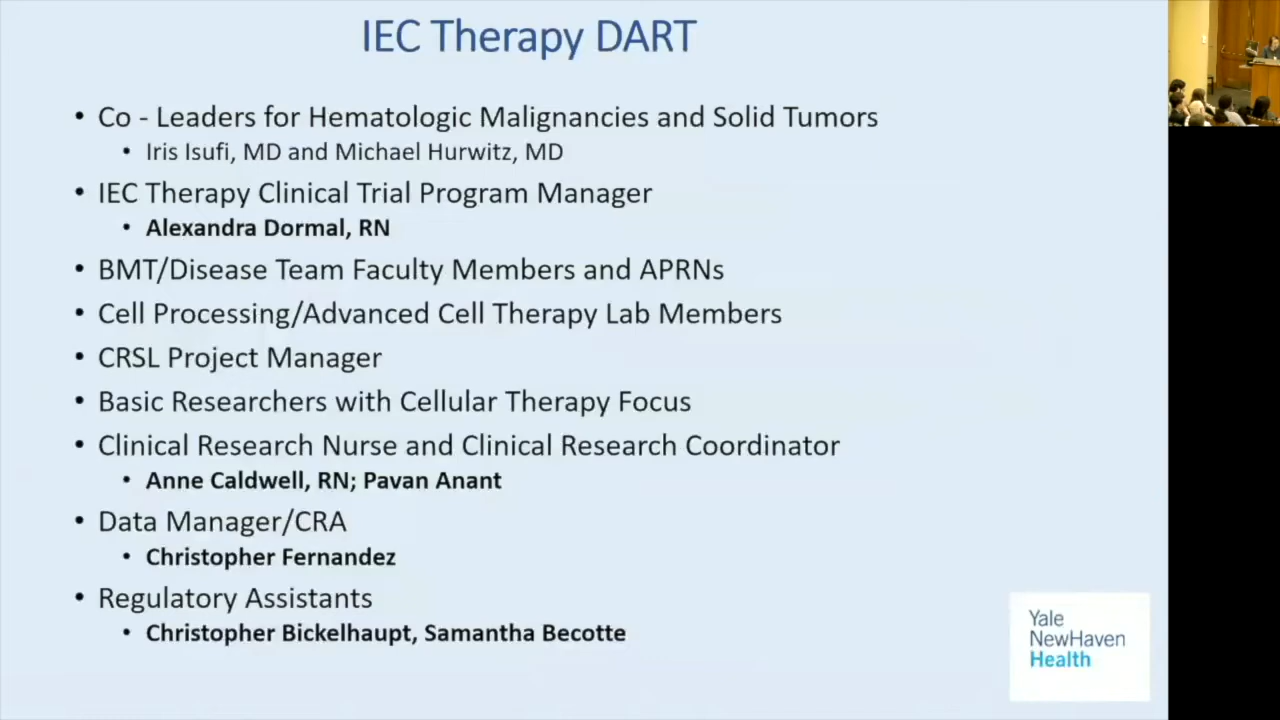 IEC Therapy DART
• Co - Leaders for Hematologic Malignancies and Solid Tumors
• Iris Isufi, MD and Michael Hurwitz, MD
• IEC Therapy Clinical Trial Program Manager
• Alexandra Dormal, RN
• BMT/Disease Team Faculty Members and APRNs
• Cell Processing/Advanced Cell Therapy Lab Members
• CRSL Project Manager
• Basic Researchers with Cellular Therapy Focus
• Clinical Research Nurse and Clinical Research Coordinator
• Anne Caldwell, RN; Pavan Anant
• Data Manager/CRA
• Christopher Fernandez
• Regulatory Assistants
• Christopher Bickelhaupt, Samantha Becotte
Yale
NewHaven
Health